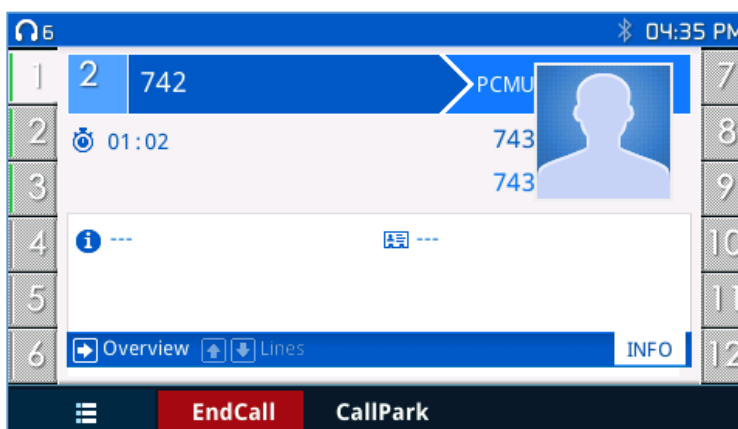 6 04:35 PM
1 2 742 PCMU 7
2 01:02 743 8
3 743 9
4 --- --- 10
5 11
6 Overview Lines INFO 12
EndCall CallPark